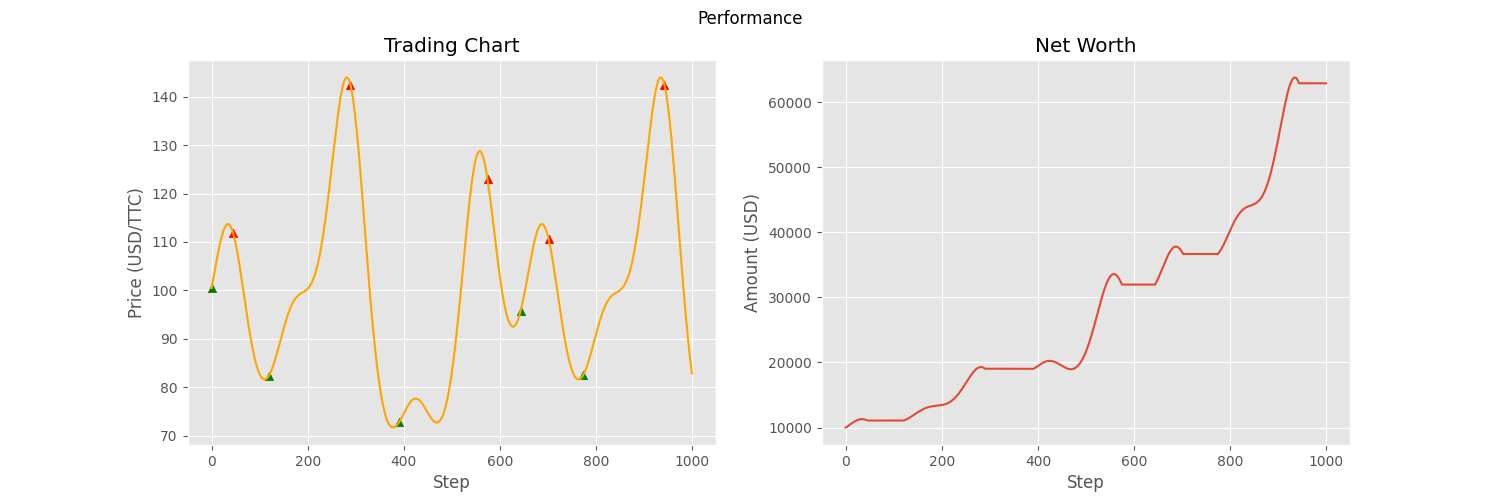 Performance
Trading Chart
Price (USD/TTC)
140
130
120
110
100
90
80
70
0 200 400 600 800 1000
Step
Net Worth
Amount (USD)
60000
50000
40000
30000
20000
10000
0 200 400 600 800 1000
Step